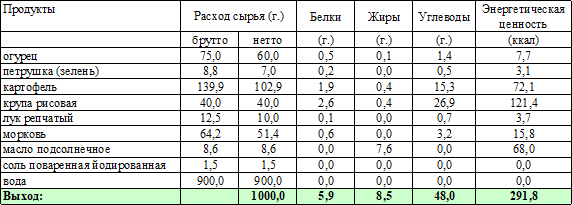 Продукты Расход сырья (г.) Белки Жиры Углеводы Энергетическая ценность
брутто нетто (г.) (г.) (г.) (ккал)
огурец 75,0 60,0 0,5 0,1 1,4 7,7
петрушка (зелень) 8,8 7,0 0,2 0,0 0,5 3,1
картофель 139,9 102,9 1,9 0,4 15,3 72,1
крупа рисовая 40,0 40,0 2,6 0,4 26,9 121,4
лук репчатый 12,5 10,0 0,1 0,0 0,7 3,7
морковь 64,2 51,4 0,6 0,0 3,2 15,8
масло подсолнечное 8,6 8,6 0,0 7,6 0,0 68,0
соль поваренная йодированная 1,5 1,5 0,0 0,0 0,0 0,0
вода 900,0 900,0 0,0 0,0 0,0 0,0
Выход: 1000,0 5,9 8,5 48,0 291,8